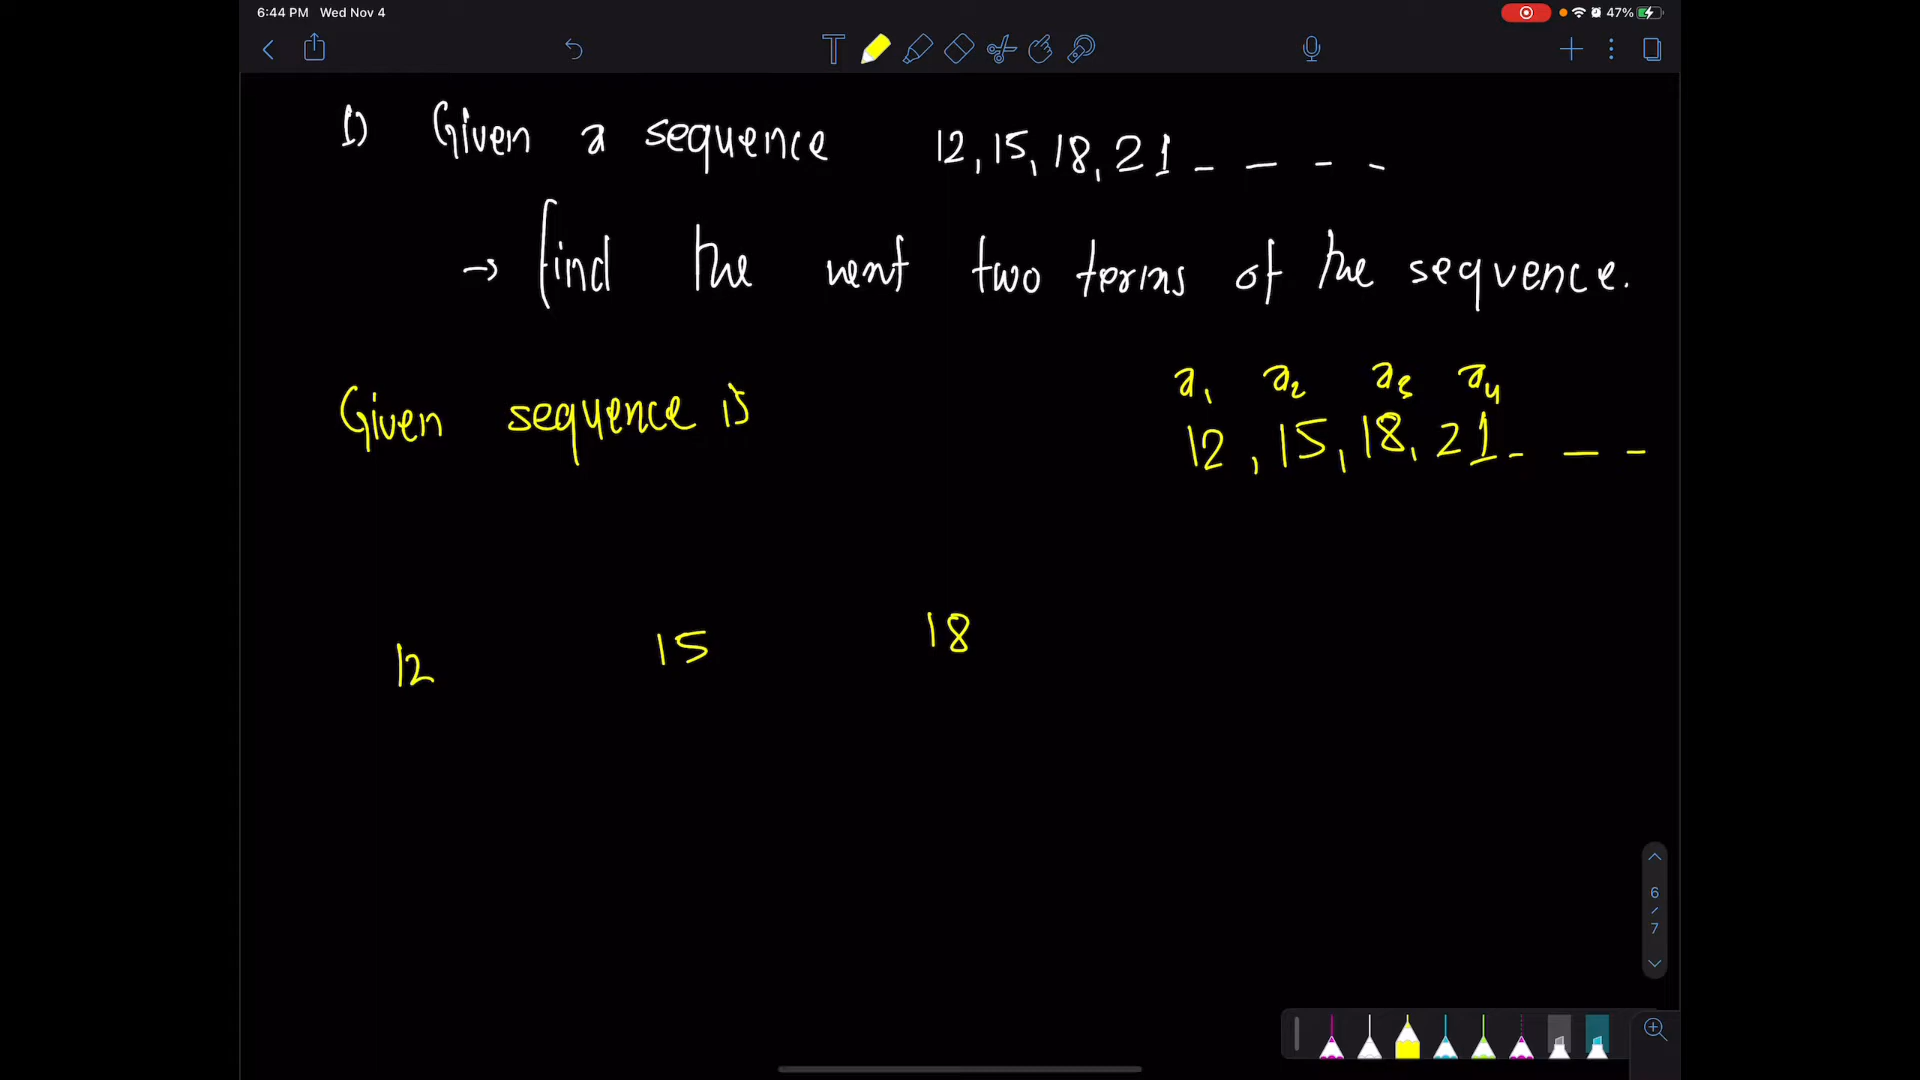 6:44 PM Wed Nov 4
47%
1) Given a sequence 12, 15, 18, 21 - - - -
→ find the next two terms of the sequence.
a₁ a₂ a₃ a₄
Given sequence is 12, 15, 18, 21 - - -
12 15 18
6
/
7